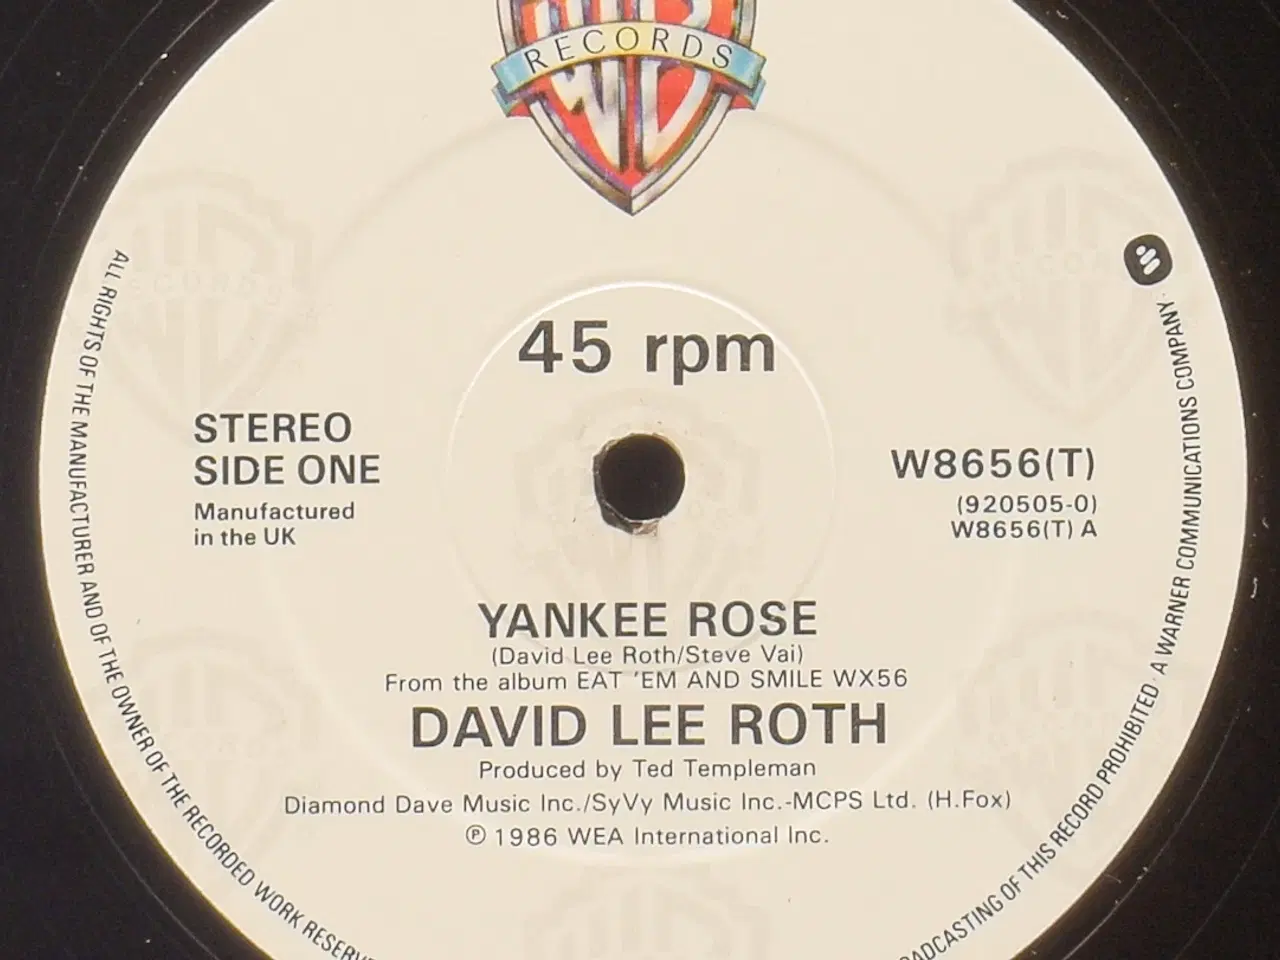 RECORDS
45 rpm
STEREO
SIDE ONE
Manufactured
in the UK
W8656(T)
(920505-0)
W8656(T) A
YANKEE ROSE
(David Lee Roth/Steve Vai)
From the album EAT 'EM AND SMILE WX56
DAVID LEE ROTH
Produced by Ted Templeman
Diamond Dave Music Inc./SyVy Music Inc.-MCPS Ltd. (H.Fox)
℗ 1986 WEA International Inc.
ALL RIGHTS OF THE MANUFACTURER AND OF THE OWNER OF THE RECORDED WORK RESERVE
ADCASTING OF THIS RECORD PROHIBITED · A WARNER COMMUNICATIONS COMPANY ·